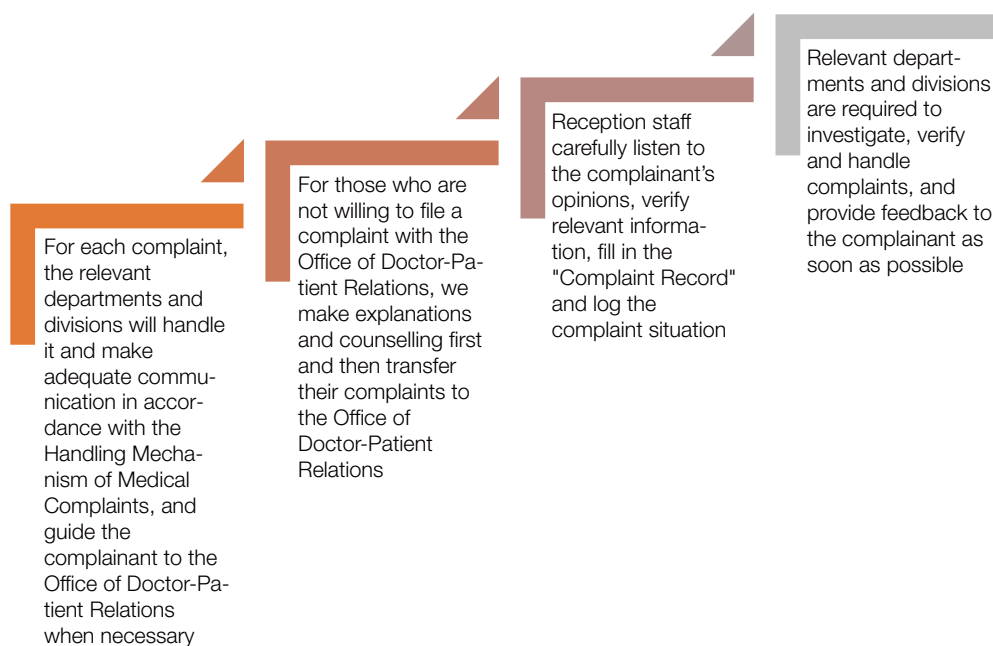 For each complaint,
the relevant
departments and
divisions will handle
it and make
adequate commu-
nication in accor-
dance with the
Handling Mecha-
nism of Medical
Complaints, and
guide the
complainant to the
Office of Doctor-Pa-
tient Relations
when necessary
For those who are
not willing to file a
complaint with the
Office of Doctor-Pa-
tient Relations, we
make explanations
and counselling first
and then transfer
their complaints to
the Office of
Doctor-Patient
Relations
Reception staff
carefully listen to
the complainant’s
opinions, verify
relevant informa-
tion, fill in the
"Complaint Record"
and log the
complaint situation
Relevant depart-
ments and divisions
are required to
investigate, verify
and handle
complaints, and
provide feedback to
the complainant as
soon as possible